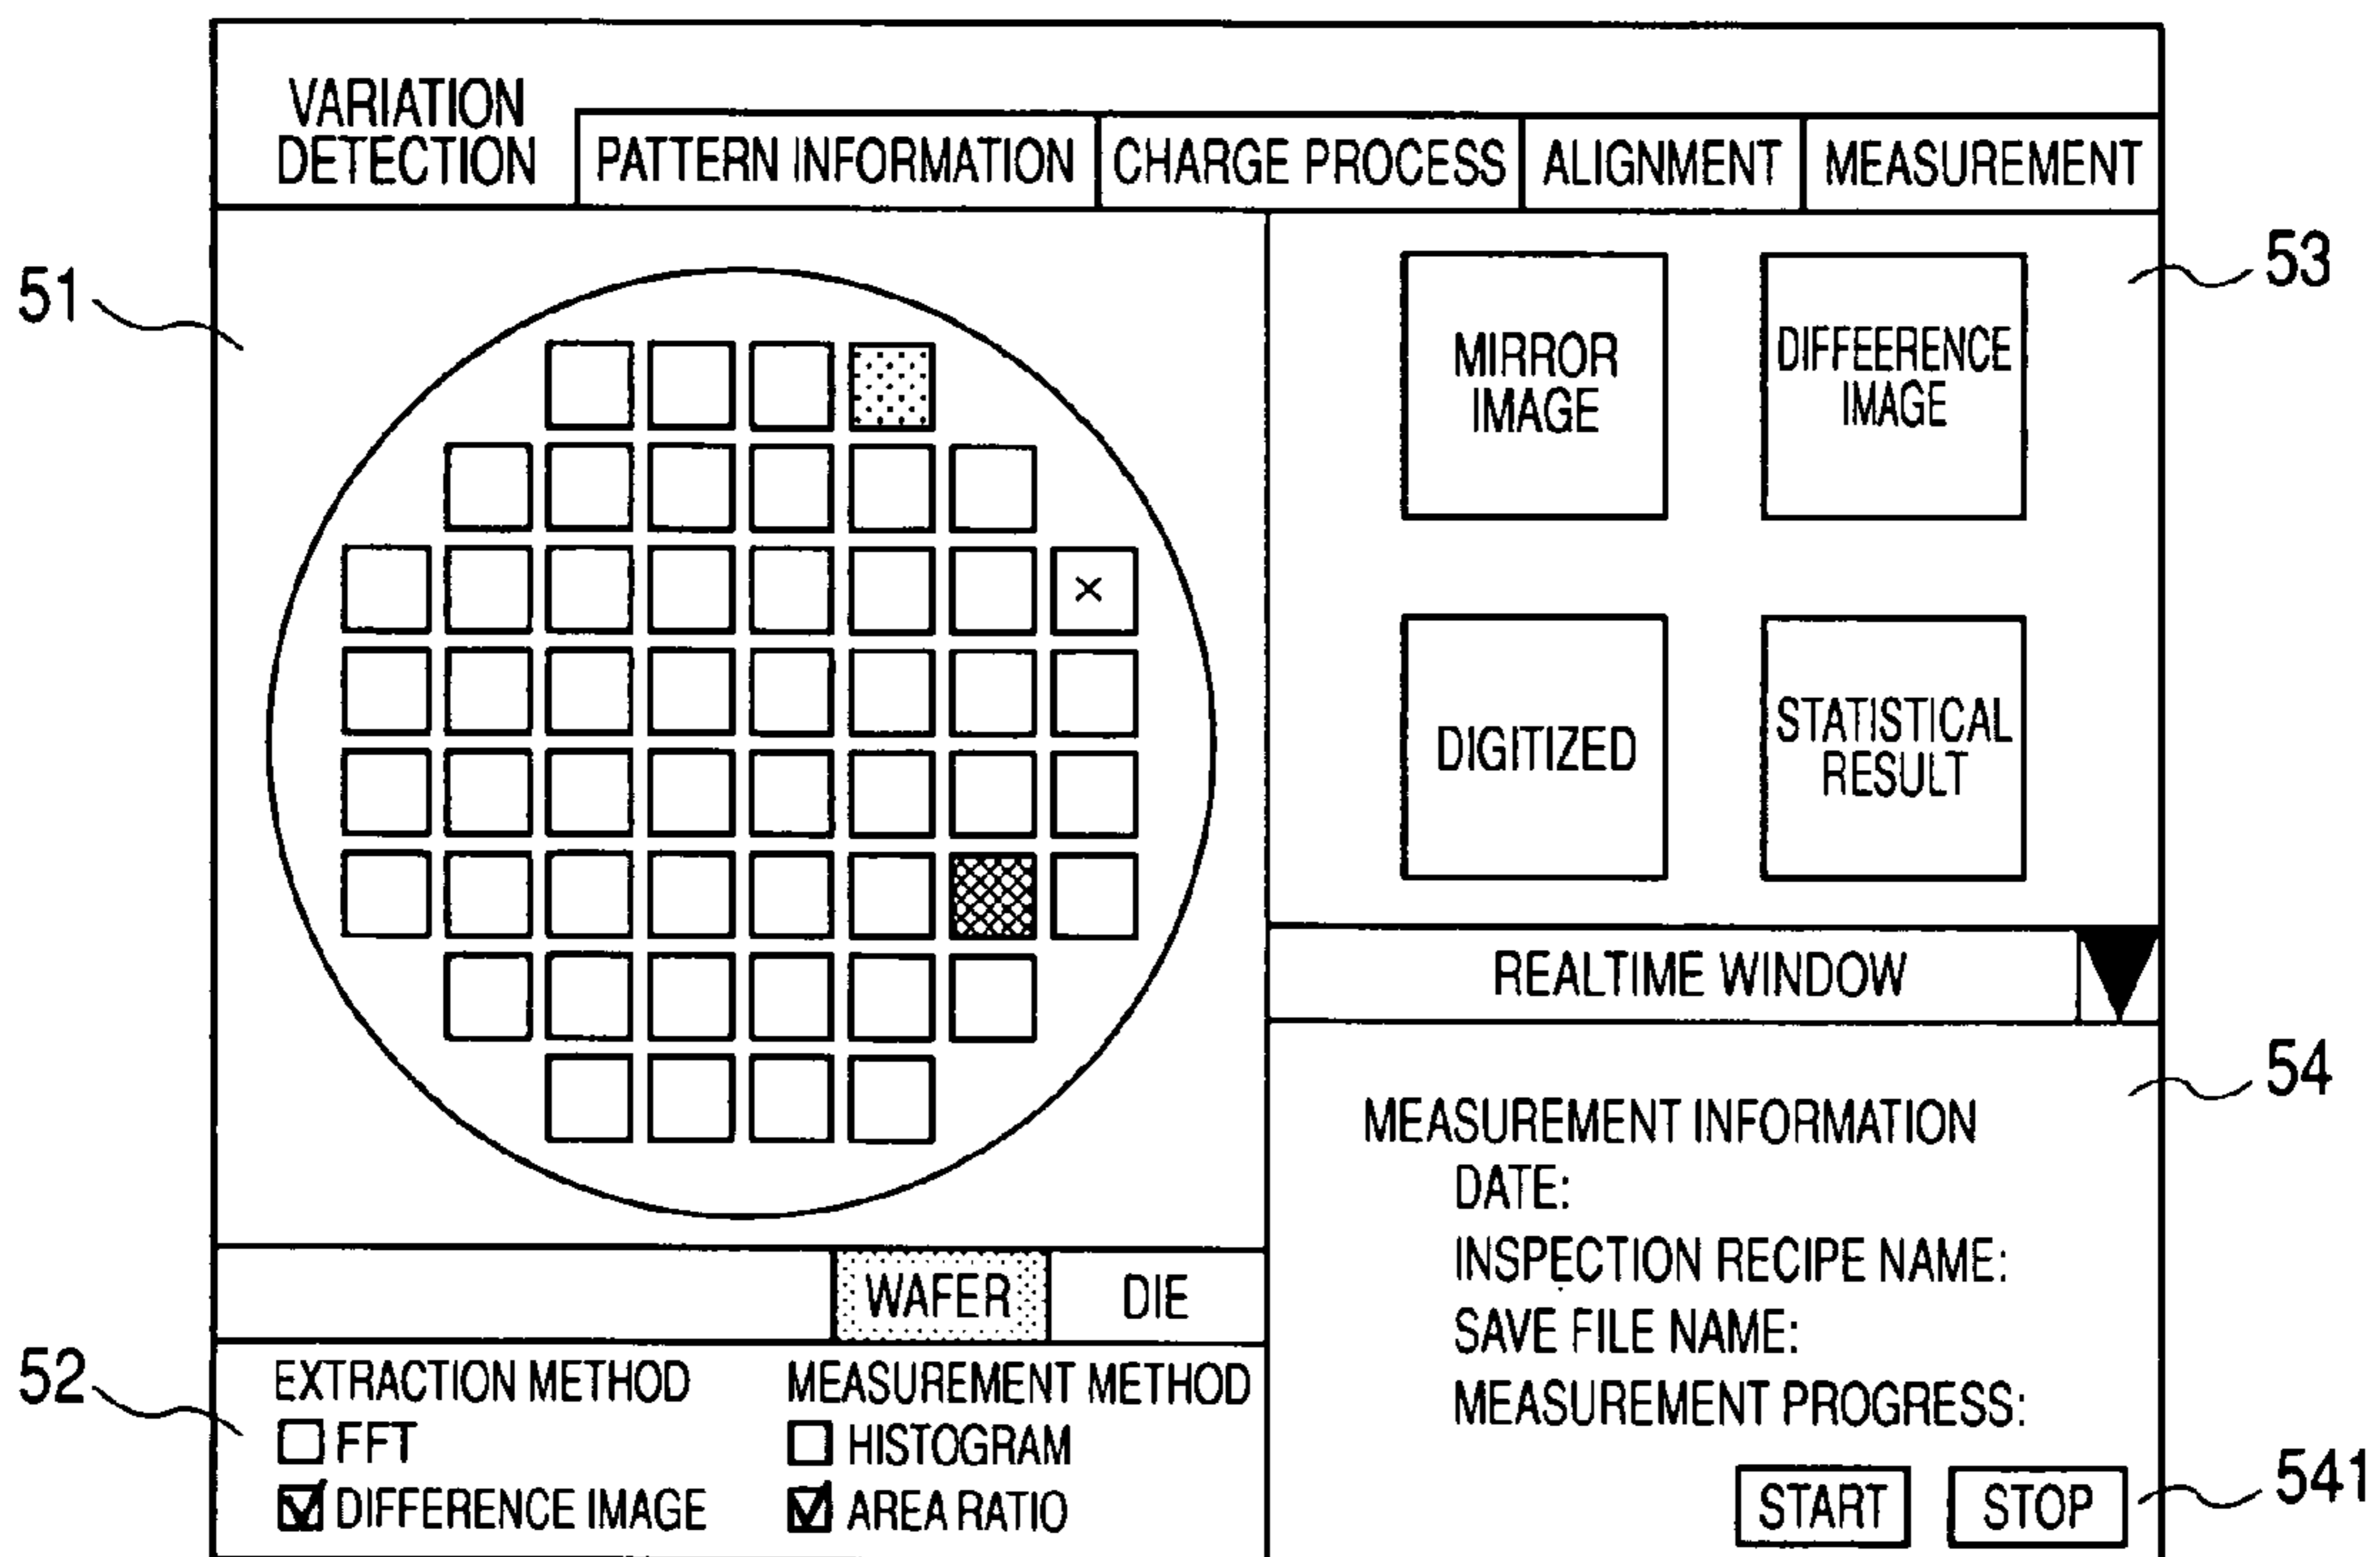 VARIATION
DETECTION
PATTERN INFORMATION
CHARGE PROCESS
ALIGNMENT
MEASUREMENT
51
53
MIRROR
IMAGE
DIFFEERENCE
IMAGE
×
DIGITIZED
STATISTICAL
RESULT
REALTIME WINDOW
54
MEASUREMENT INFORMATION
DATE:
INSPECTION RECIPE NAME:
SAVE FILE NAME:
MEASUREMENT PROGRESS:
START
STOP
541
WAFER
DIE
52
EXTRACTION METHOD
FFT
DIFFERENCE IMAGE
MEASUREMENT METHOD
HISTOGRAM
AREA RATIO